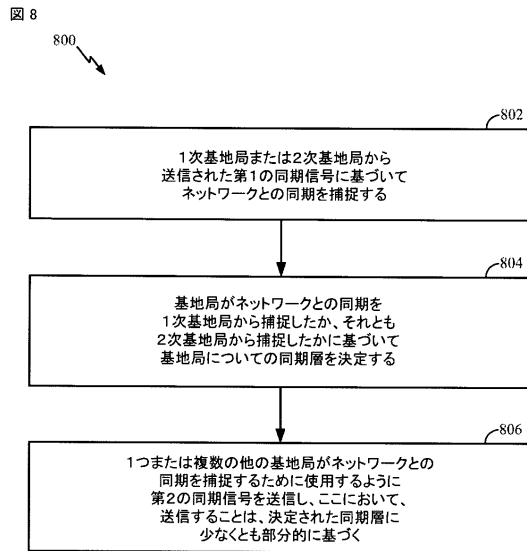 図 8
800
802
1次基地局または2次基地局から
送信された第1の同期信号に基づいて
ネットワークとの同期を捕捉する
804
基地局がネットワークとの同期を
1次基地局から捕捉したか、それとも
2次基地局から捕捉したかに基づいて
基地局についての同期層を決定する
806
1つまたは複数の他の基地局がネットワークとの
同期を捕捉するために使用するように
第2の同期信号を送信し、ここにおいて、
送信することは、決定された同期層に
少なくとも部分的に基づく